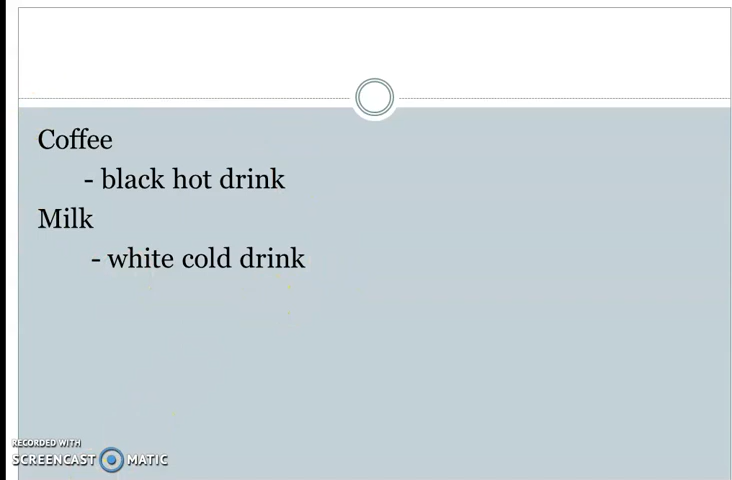 Coffee
- black hot drink
Milk
- white cold drink
RECORDED WITH
SCREENCAST MATIC